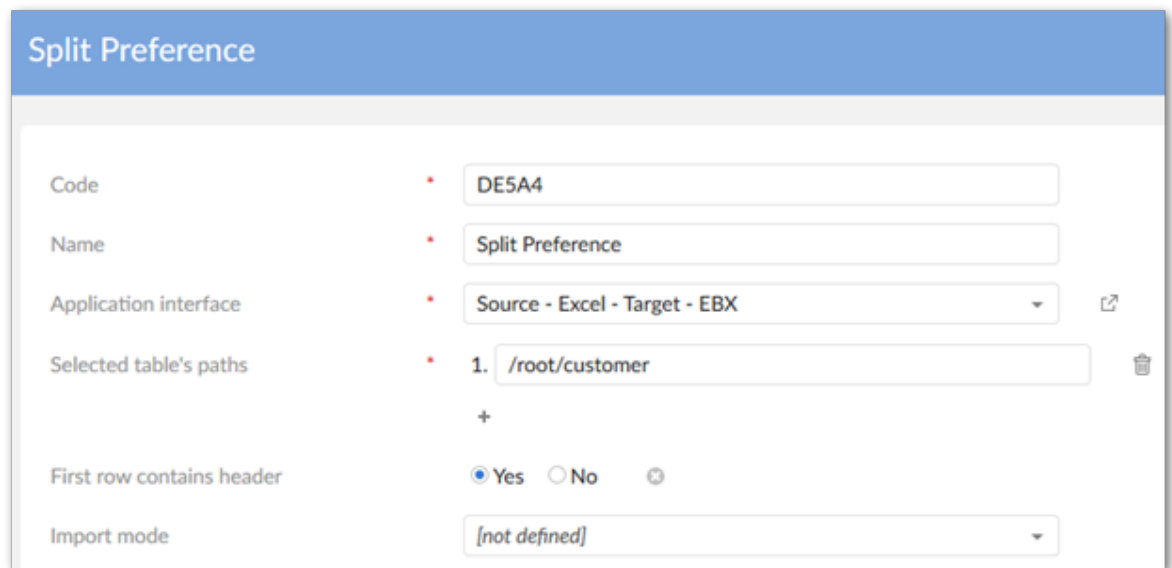 Split Preference
Code * DE5A4
Name * Split Preference
Application interface * Source - Excel - Target - EBX
Selected table's paths * 1. /root/customer
+
First row contains header Yes No
Import mode [not defined]